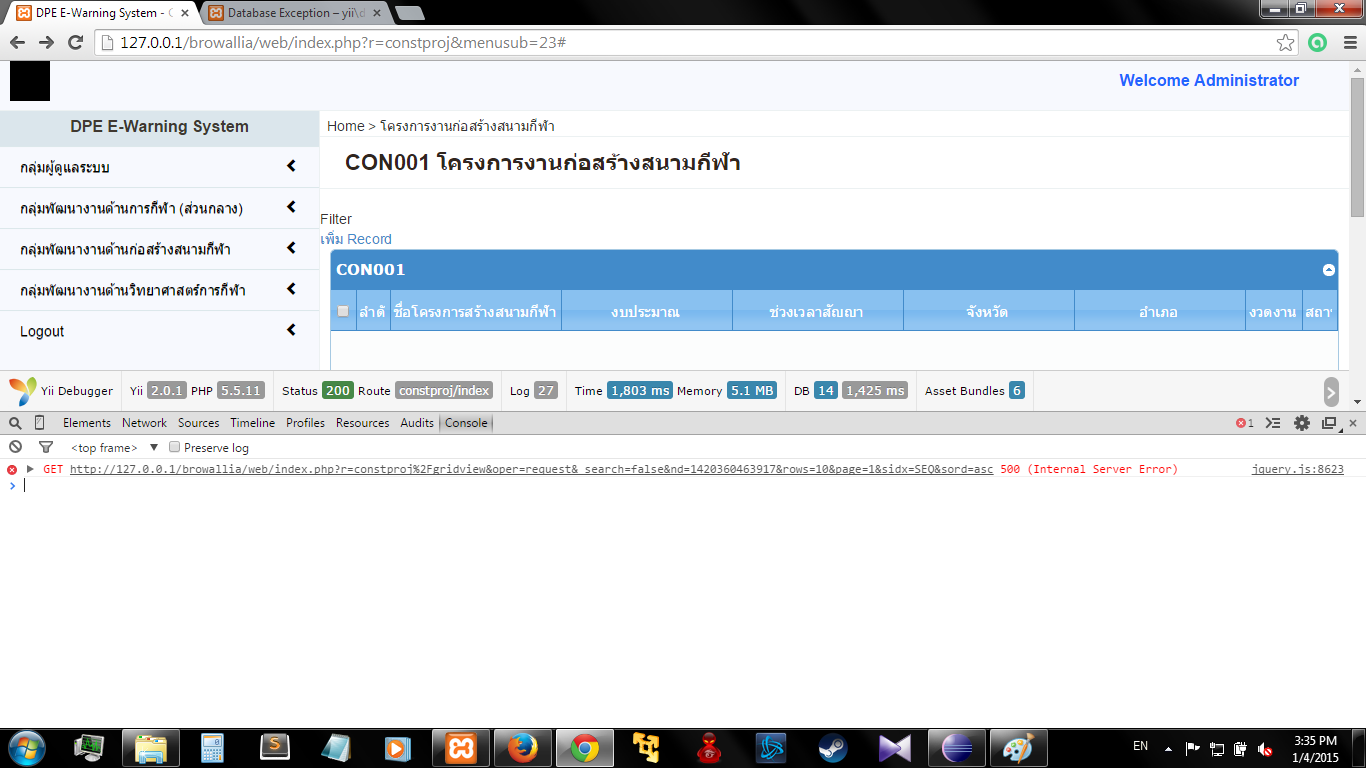 DPE E-Warning System - C
Database Exception – yii\d
127.0.0.1/browallia/web/index.php?r=constproj&menusub=23#
Welcome Administrator
DPE E-Warning System
กลุ่มผู้ดูแลระบบ
กลุ่มพัฒนางานด้านการกีฬา (ส่วนกลาง)
กลุ่มพัฒนางานด้านก่อสร้างสนามกีฬา
กลุ่มพัฒนางานด้านวิทยาศาสตร์การกีฬา
Logout
Home > โครงการงานก่อสร้างสนามกีฬา
CON001 โครงการงานก่อสร้างสนามกีฬา
Filter
เพิ่ม Record
CON001
ลำดั ชื่อโครงการสร้างสนามกีฬา งบประมาณ ช่วงเวลาสัญญา จังหวัด อำเภอ งวดงาน สถา
Yii Debugger Yii 2.0.1 PHP 5.5.11 Status 200 Route constproj/index Log 27 Time 1,803 ms Memory 5.1 MB DB 14 1,425 ms Asset Bundles 6
Elements Network Sources Timeline Profiles Resources Audits Console 1
<top frame> Preserve log
GET http://127.0.0.1/browallia/web/index.php?r=constproj%2Fgridview&oper=request&_search=false&nd=1420360463917&rows=10&page=1&sidx=SEQ&sord=asc 500 (Internal Server Error) jquery.js:8623
EN
3:35 PM
1/4/2015